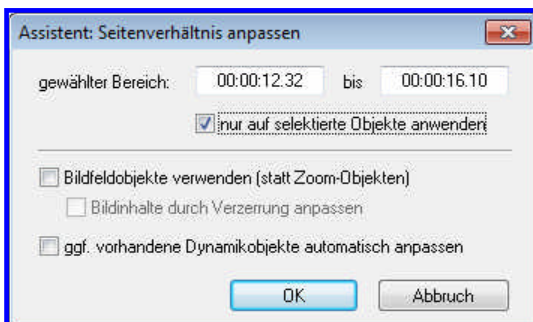 Assistent: Seitenverhältnis anpassen
gewählter Bereich: 00:00:12.32 bis 00:00:16.10
nur auf selektierte Objekte anwenden
Bildfeldobjekte verwenden (statt Zoom-Objekten)
Bildinhalte durch Verzerrung anpassen
ggf. vorhandene Dynamikobjekte automatisch anpassen
OK Abbruch